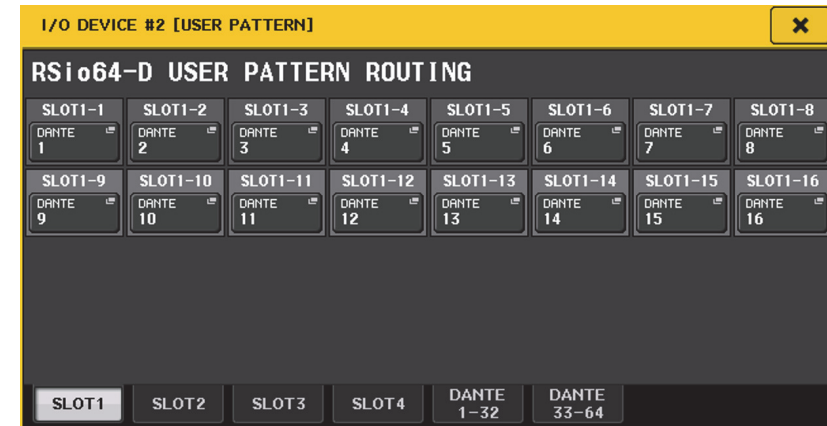 I/O DEVICE #2 [USER PATTERN]
RSio64-D USER PATTERN ROUTING
SLOT1-1 SLOT1-2 SLOT1-3 SLOT1-4 SLOT1-5 SLOT1-6 SLOT1-7 SLOT1-8
DANTE DANTE DANTE DANTE DANTE DANTE DANTE DANTE
1 2 3 4 5 6 7 8
SLOT1-9 SLOT1-10 SLOT1-11 SLOT1-12 SLOT1-13 SLOT1-14 SLOT1-15 SLOT1-16
DANTE DANTE DANTE DANTE DANTE DANTE DANTE DANTE
9 10 11 12 13 14 15 16
SLOT1 SLOT2 SLOT3 SLOT4 DANTE 1-32 DANTE 33-64